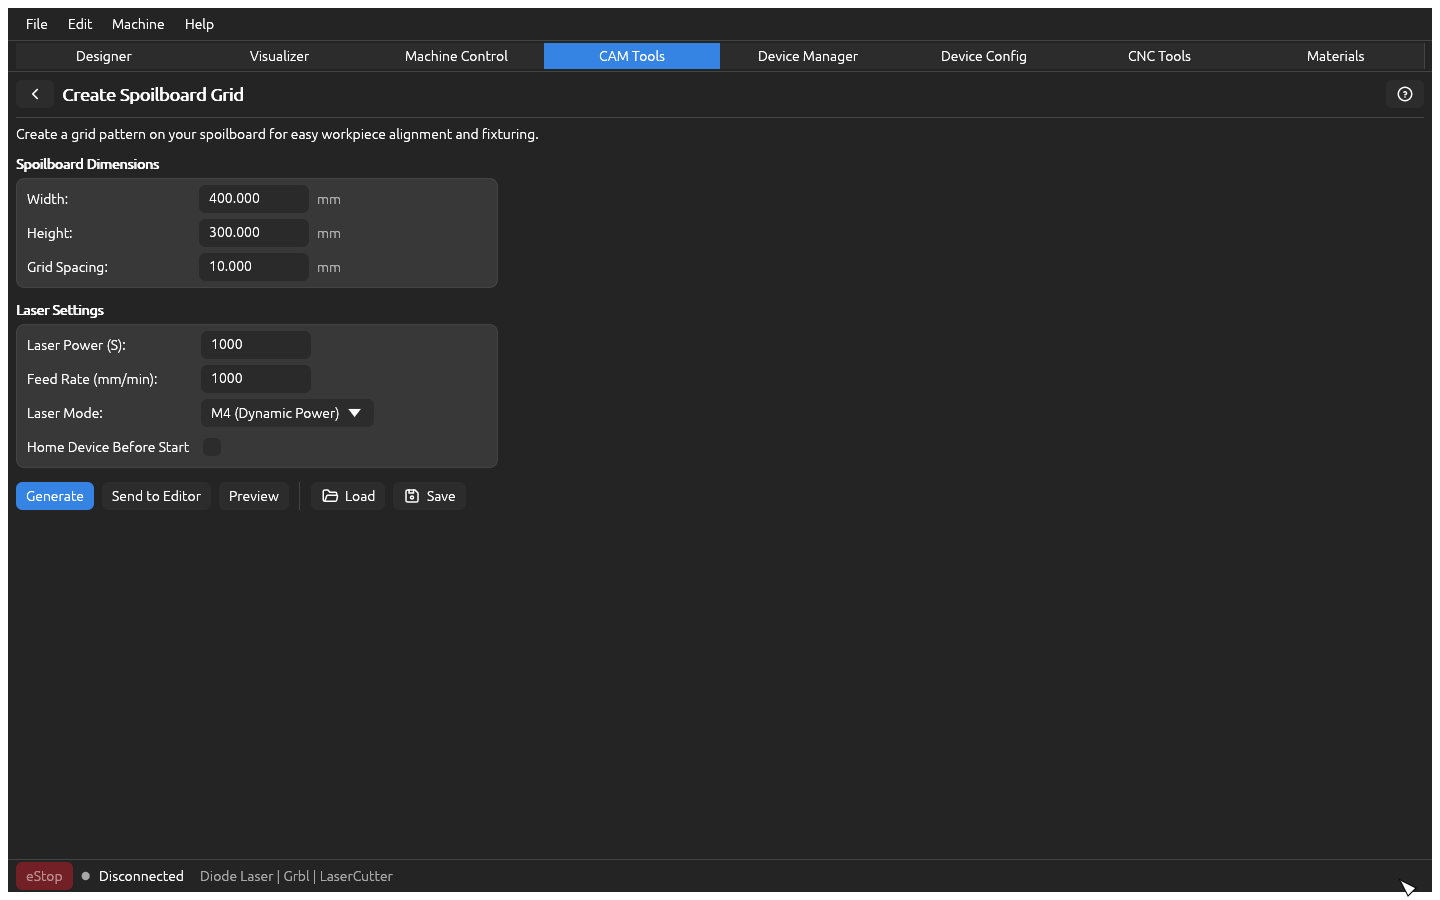 File Edit Machine Help
Designer Visualizer Machine Control CAM Tools Device Manager Device Config CNC Tools Materials
Create Spoilboard Grid
Create a grid pattern on your spoilboard for easy workpiece alignment and fixturing.
Spoilboard Dimensions
Width: 400.000 mm
Height: 300.000 mm
Grid Spacing: 10.000 mm
Laser Settings
Laser Power (S): 1000
Feed Rate (mm/min): 1000
Laser Mode: M4 (Dynamic Power)
Home Device Before Start
Generate Send to Editor Preview Load Save
eStop Disconnected Diode Laser | Grbl | LaserCutter